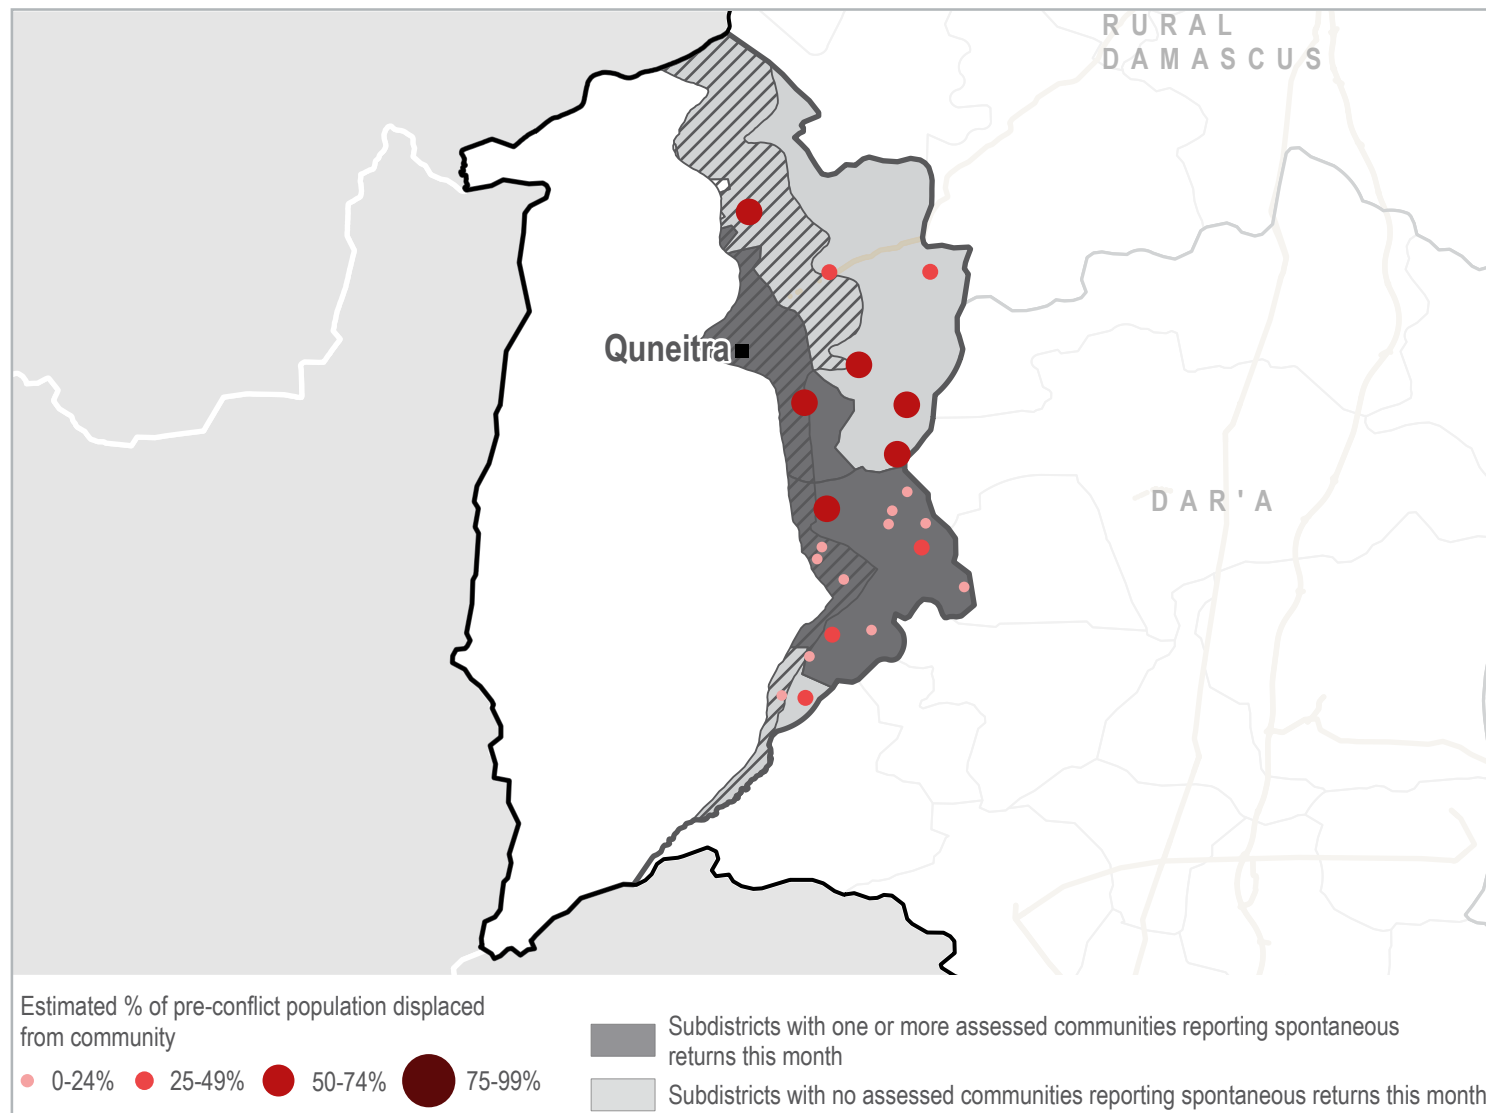 RURAL
DAMASCUS
Quneitra
DAR'A
Estimated % of pre-conflict population displaced
from community
0-24% 25-49% 50-74% 75-99%
Subdistricts with one or more assessed communities reporting spontaneous
returns this month
Subdistricts with no assessed communities reporting spontaneous returns this month